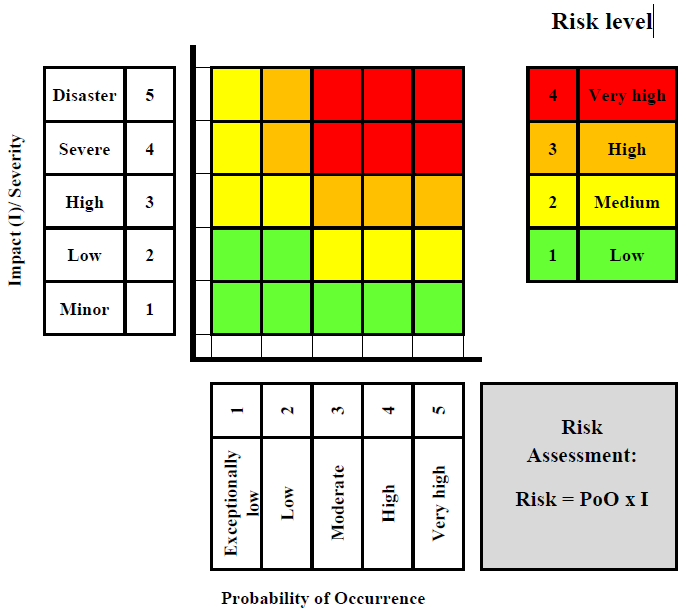 Risk level
Impact (I)/ Severity
Disaster 5
Severe 4
High 3
Low 2
Minor 1
4 Very high
3 High
2 Medium
1 Low
1 2 3 4 5
Exceptionally
low
Low
Moderate
High
Very high
Risk
Assessment:
Risk = PoO x I
Probability of Occurrence